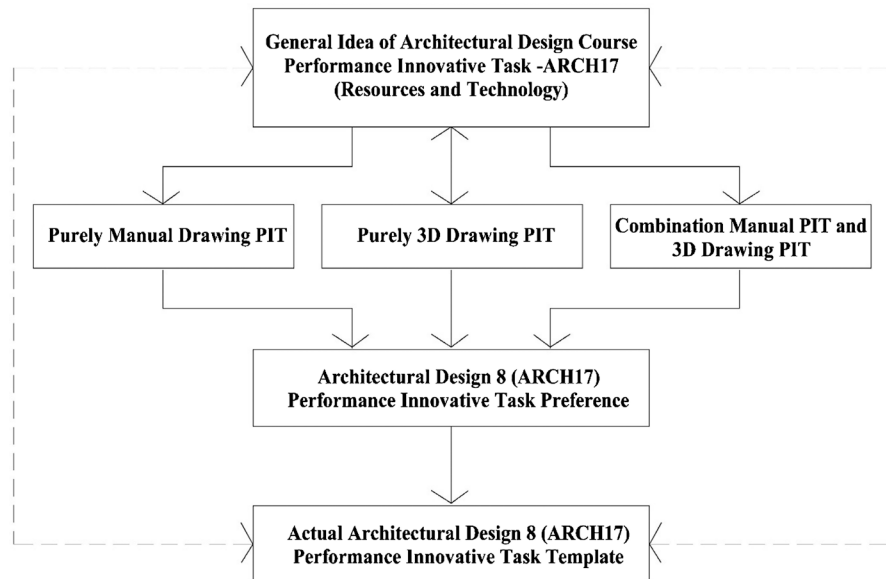 General Idea of Architectural Design Course
Performance Innovative Task -ARCH17
(Resources and Technology)
Purely Manual Drawing PIT
Purely 3D Drawing PIT
Combination Manual PIT and
3D Drawing PIT
Architectural Design 8 (ARCH17)
Performance Innovative Task Preference
Actual Architectural Design 8 (ARCH17)
Performance Innovative Task Template